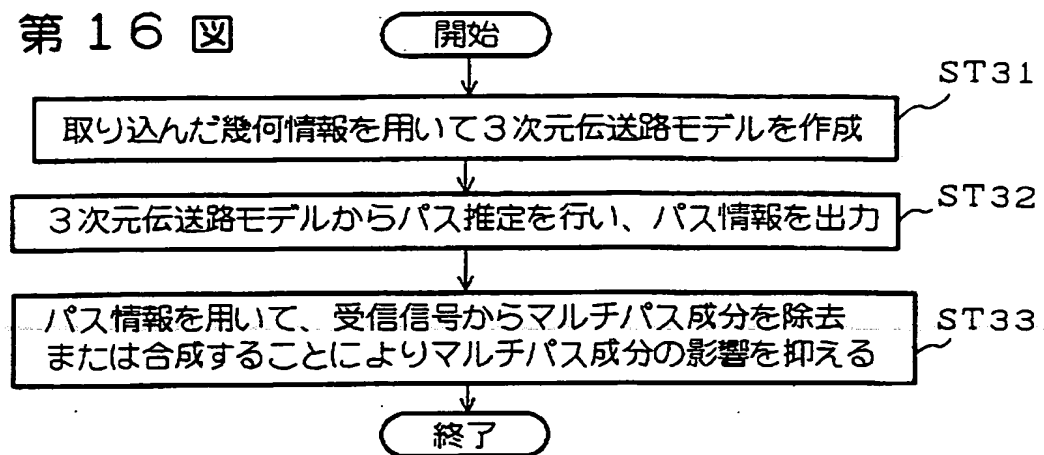 第16図
開始
ST31
取り込んだ幾何情報を用いて3次元伝送路モデルを作成
ST32
3次元伝送路モデルからパス推定を行い、パス情報を出力
ST33
パス情報を用いて、受信信号からマルチパス成分を除去
または合成することによりマルチパス成分の影響を抑える
終了